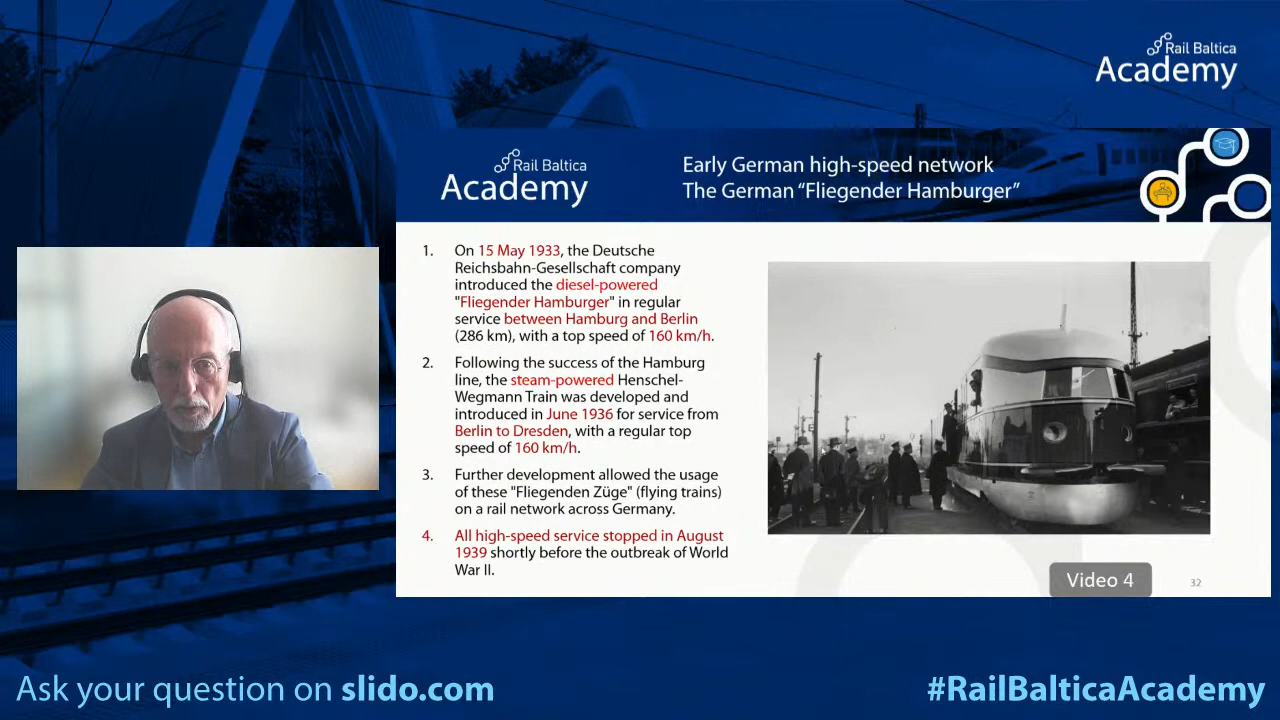 Rail Baltica
Academy
Rail Baltica
Academy
Early German high-speed network
The German “Fliegender Hamburger”
1. On 15 May 1933, the Deutsche
Reichsbahn-Gesellschaft company
introduced the diesel-powered
"Fliegender Hamburger" in regular
service between Hamburg and Berlin
(286 km), with a top speed of 160 km/h.
2. Following the success of the Hamburg
line, the steam-powered Henschel-
Wegmann Train was developed and
introduced in June 1936 for service from
Berlin to Dresden, with a regular top
speed of 160 km/h.
3. Further development allowed the usage
of these "Fliegenden Züge" (flying trains)
on a rail network across Germany.
4. All high-speed service stopped in August
1939 shortly before the outbreak of World
War II.
Video 4
32
Ask your question on slido.com
#RailBalticaAcademy